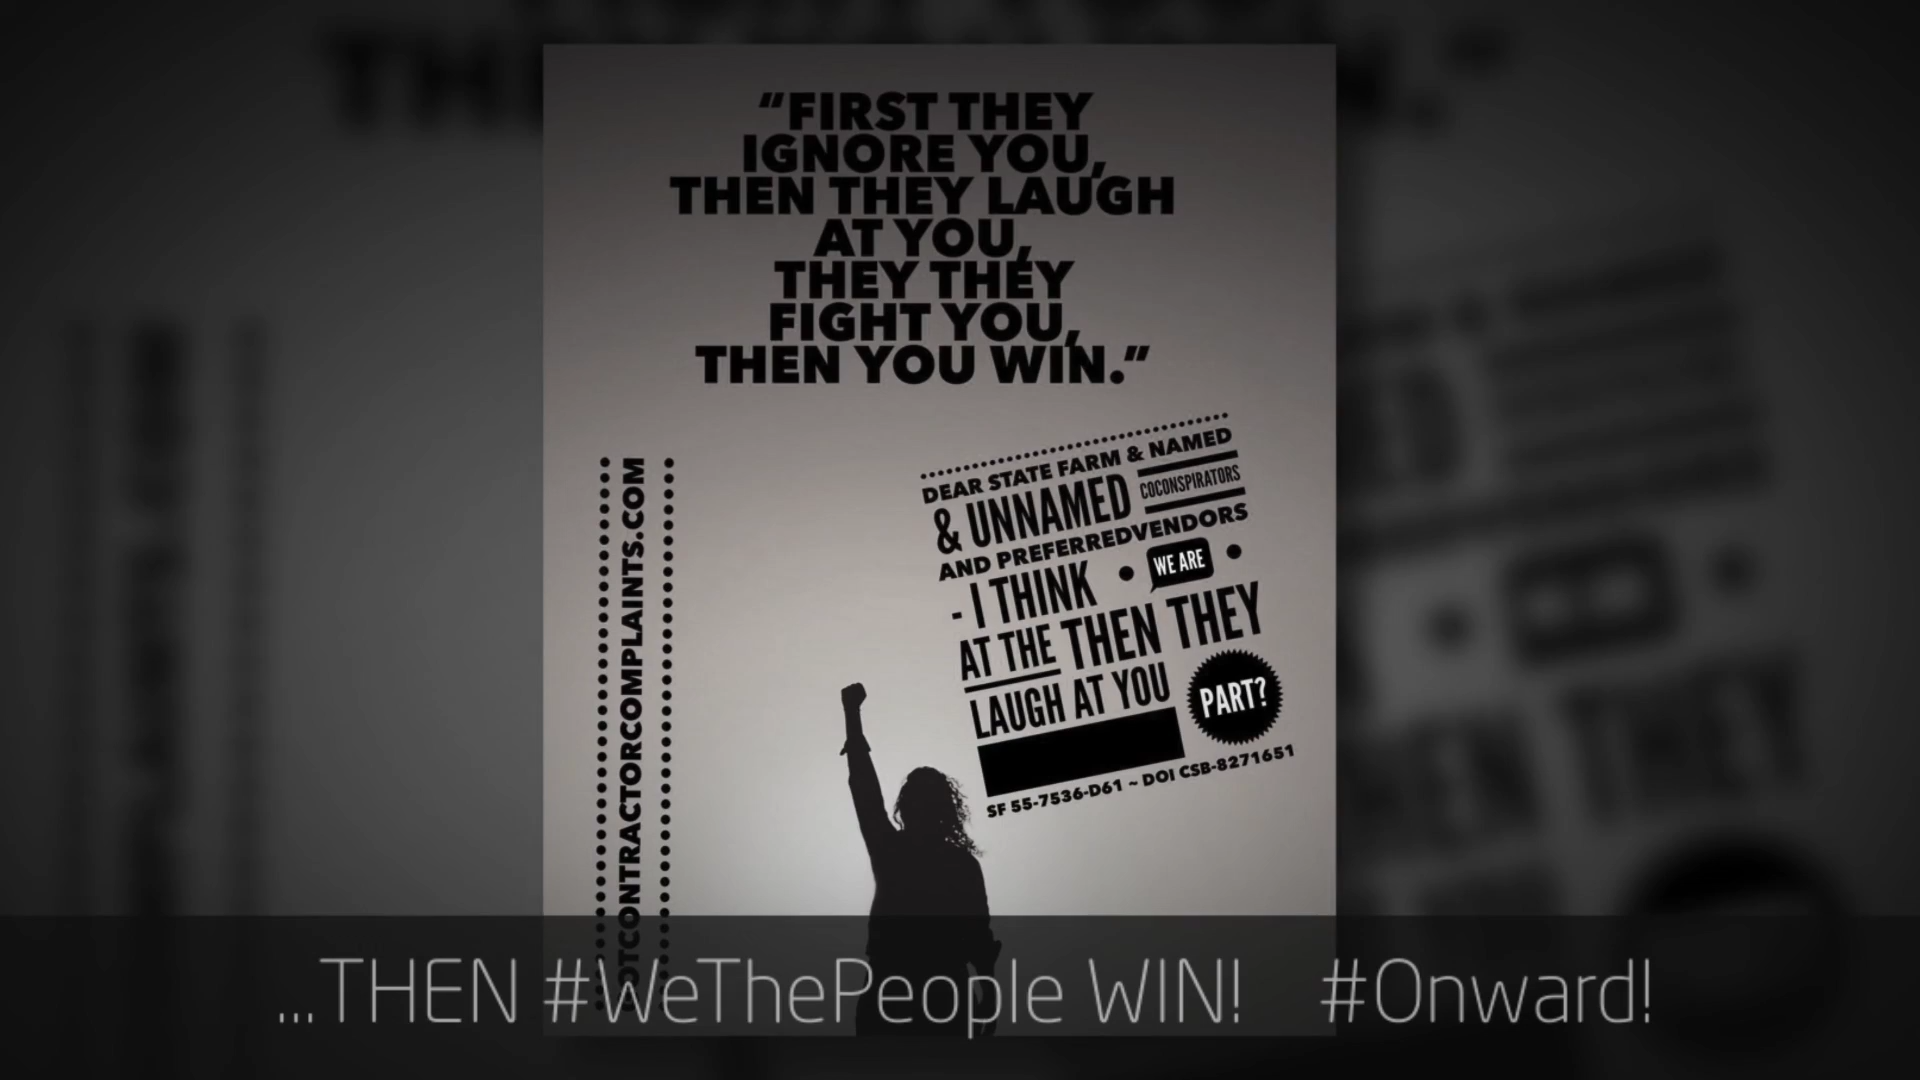 “FIRST THEY
IGNORE YOU,
THEN THEY LAUGH
AT YOU,
THEY THEY
FIGHT YOU,
THEN YOU WIN.”
DEAR STATE FARM & NAMED
& UNNAMED COCONSPIRATORS
AND PREFERREDVENDORS
- I THINK WE ARE
AT THE THEN THEY
LAUGH AT YOU PART?
SF 55-7536-D61 ~ DOI CSB-8271651
GOTCONTRACTORCOMPLAINTS.COM
...THEN #WeThePeople WIN! #Onward!